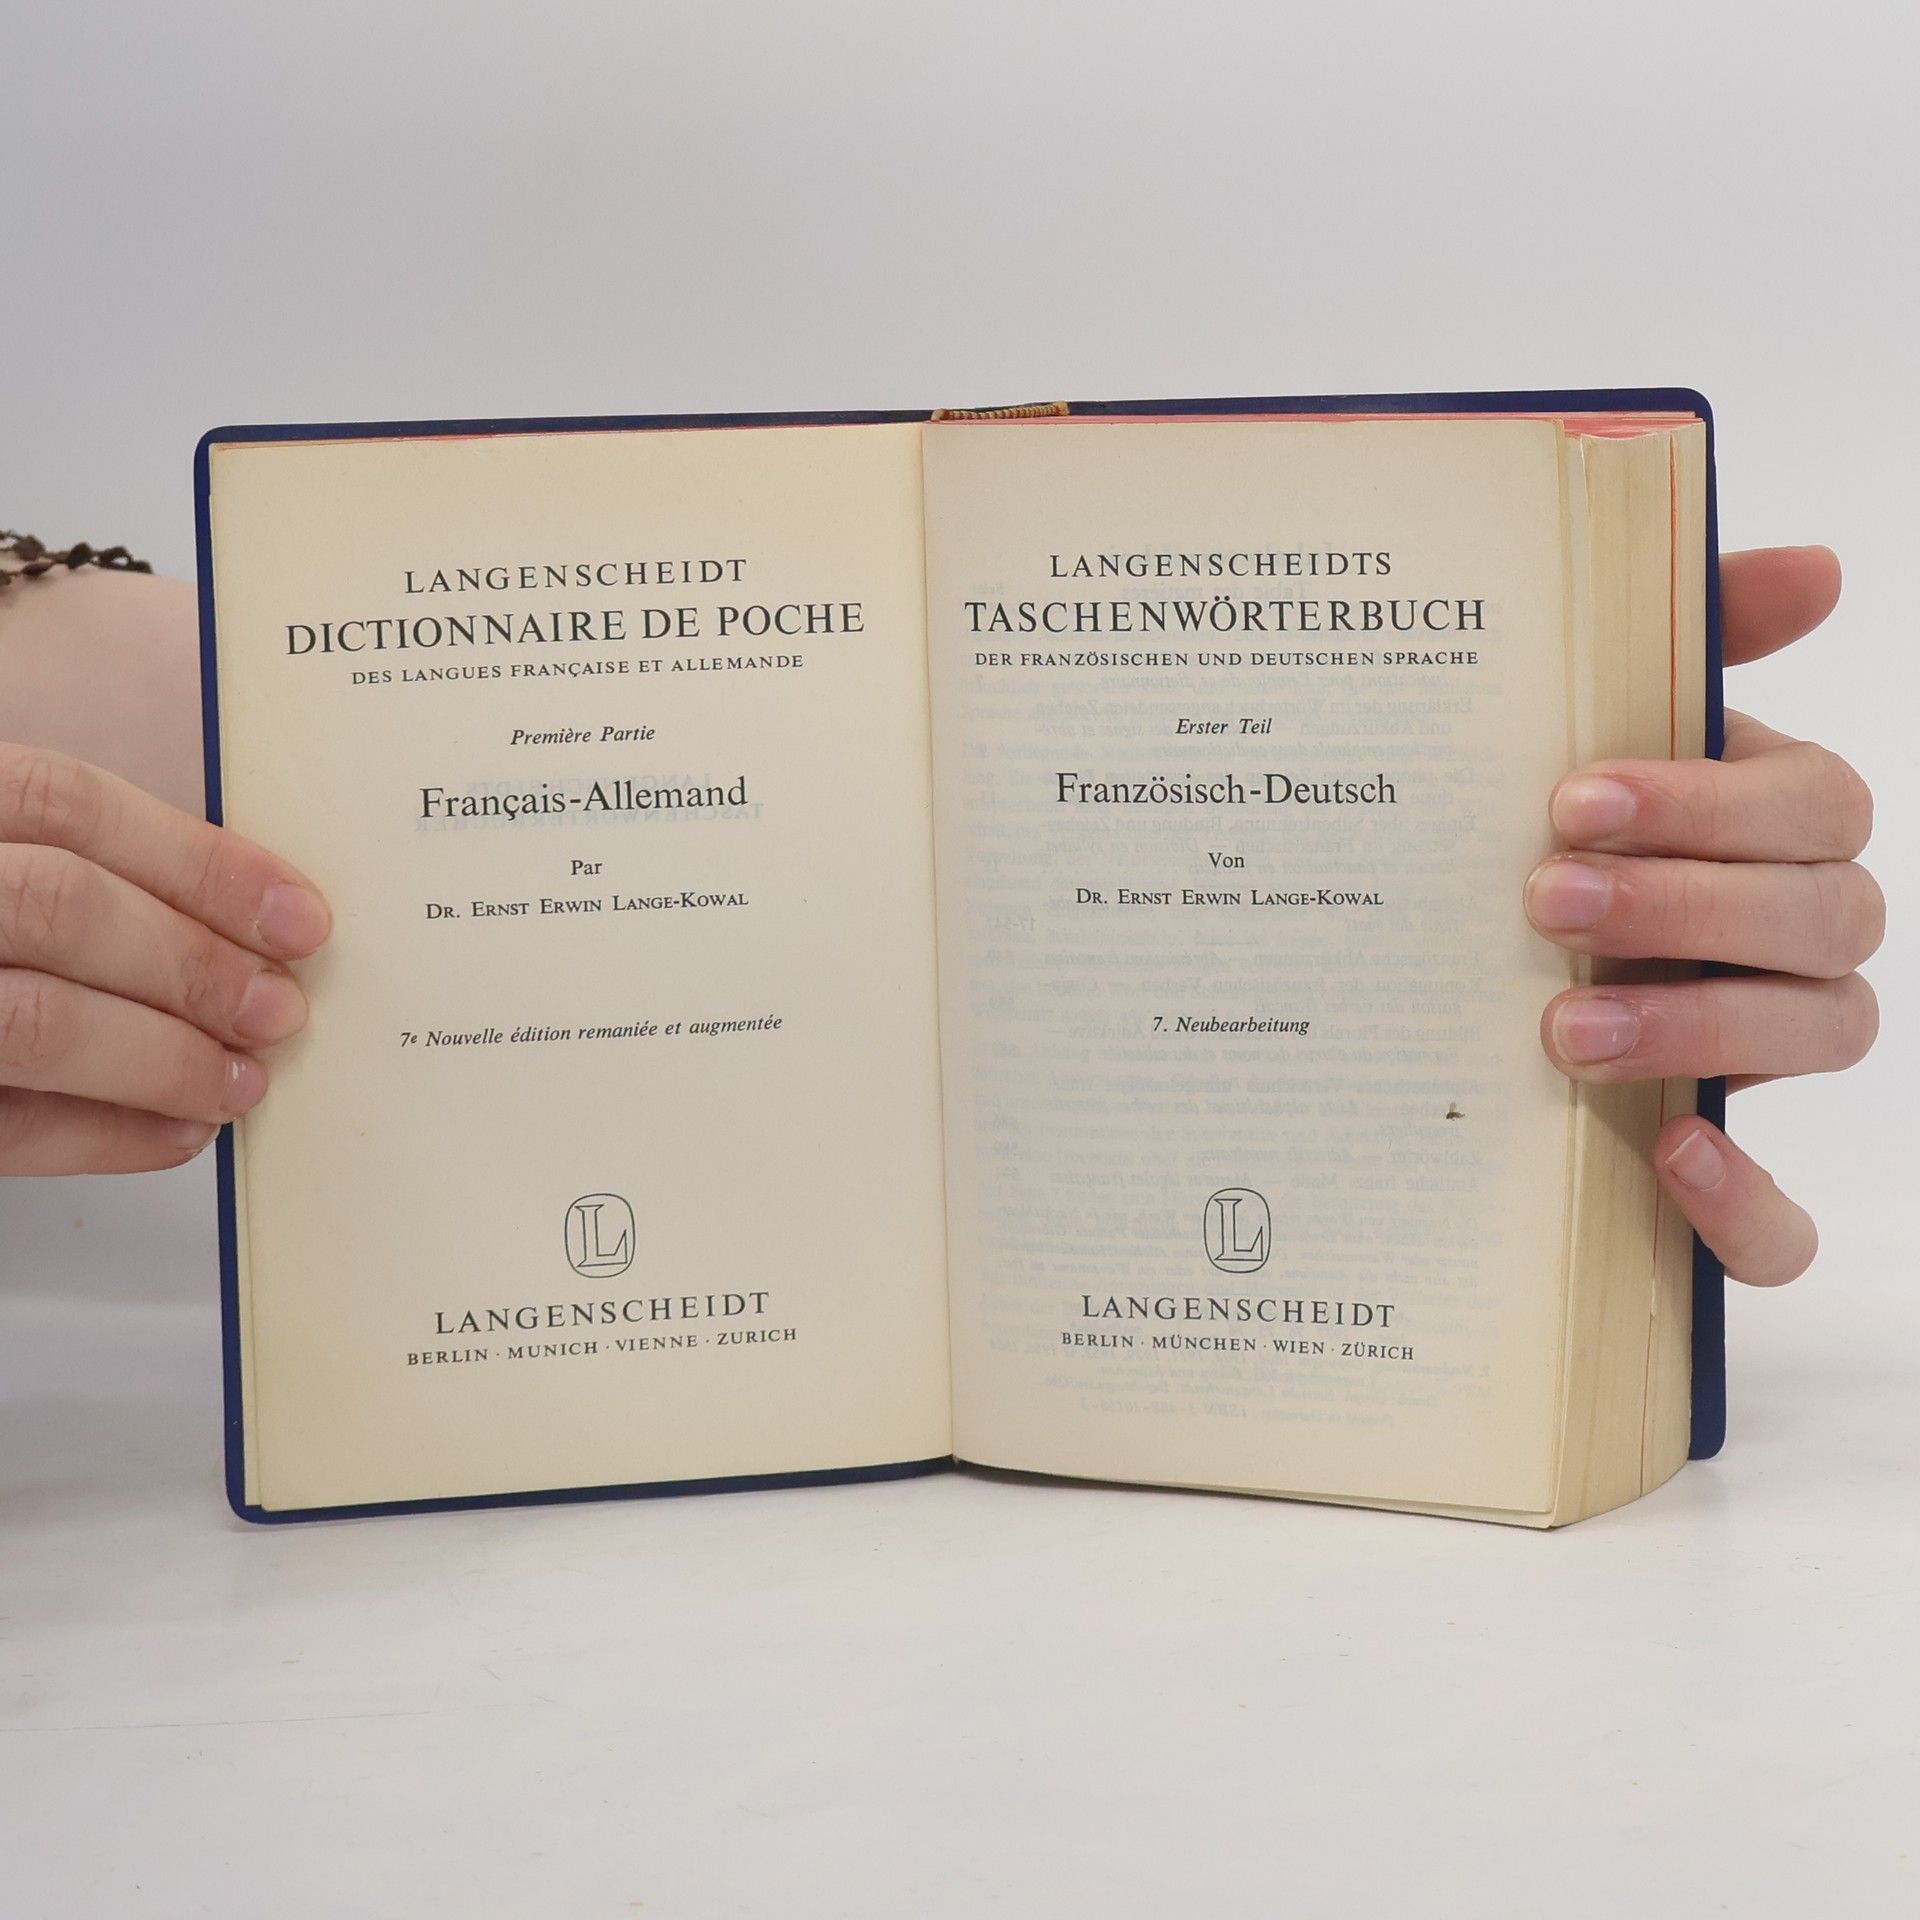 LANGENSCHEIDT
DICTIONNAIRE DE POCHE
DES LANGUES FRANÇAISE ET ALLEMANDE
Première Partie
Français-Allemand
Par
DR. ERNST ERWIN LANGE-KOWAL
7e Nouvelle édition remaniée et augmentée
L
LANGENSCHEIDT
BERLIN · MUNICH · VIENNE · ZURICH
LANGENSCHEIDTS
TASCHENWÖRTERBUCH
DER FRANZÖSISCHEN UND DEUTSCHEN SPRACHE
Erster Teil
Französisch-Deutsch
Von
DR. ERNST ERWIN LANGE-KOWAL
7. Neubearbeitung
L
LANGENSCHEIDT
BERLIN · MÜNCHEN · WIEN · ZÜRICH